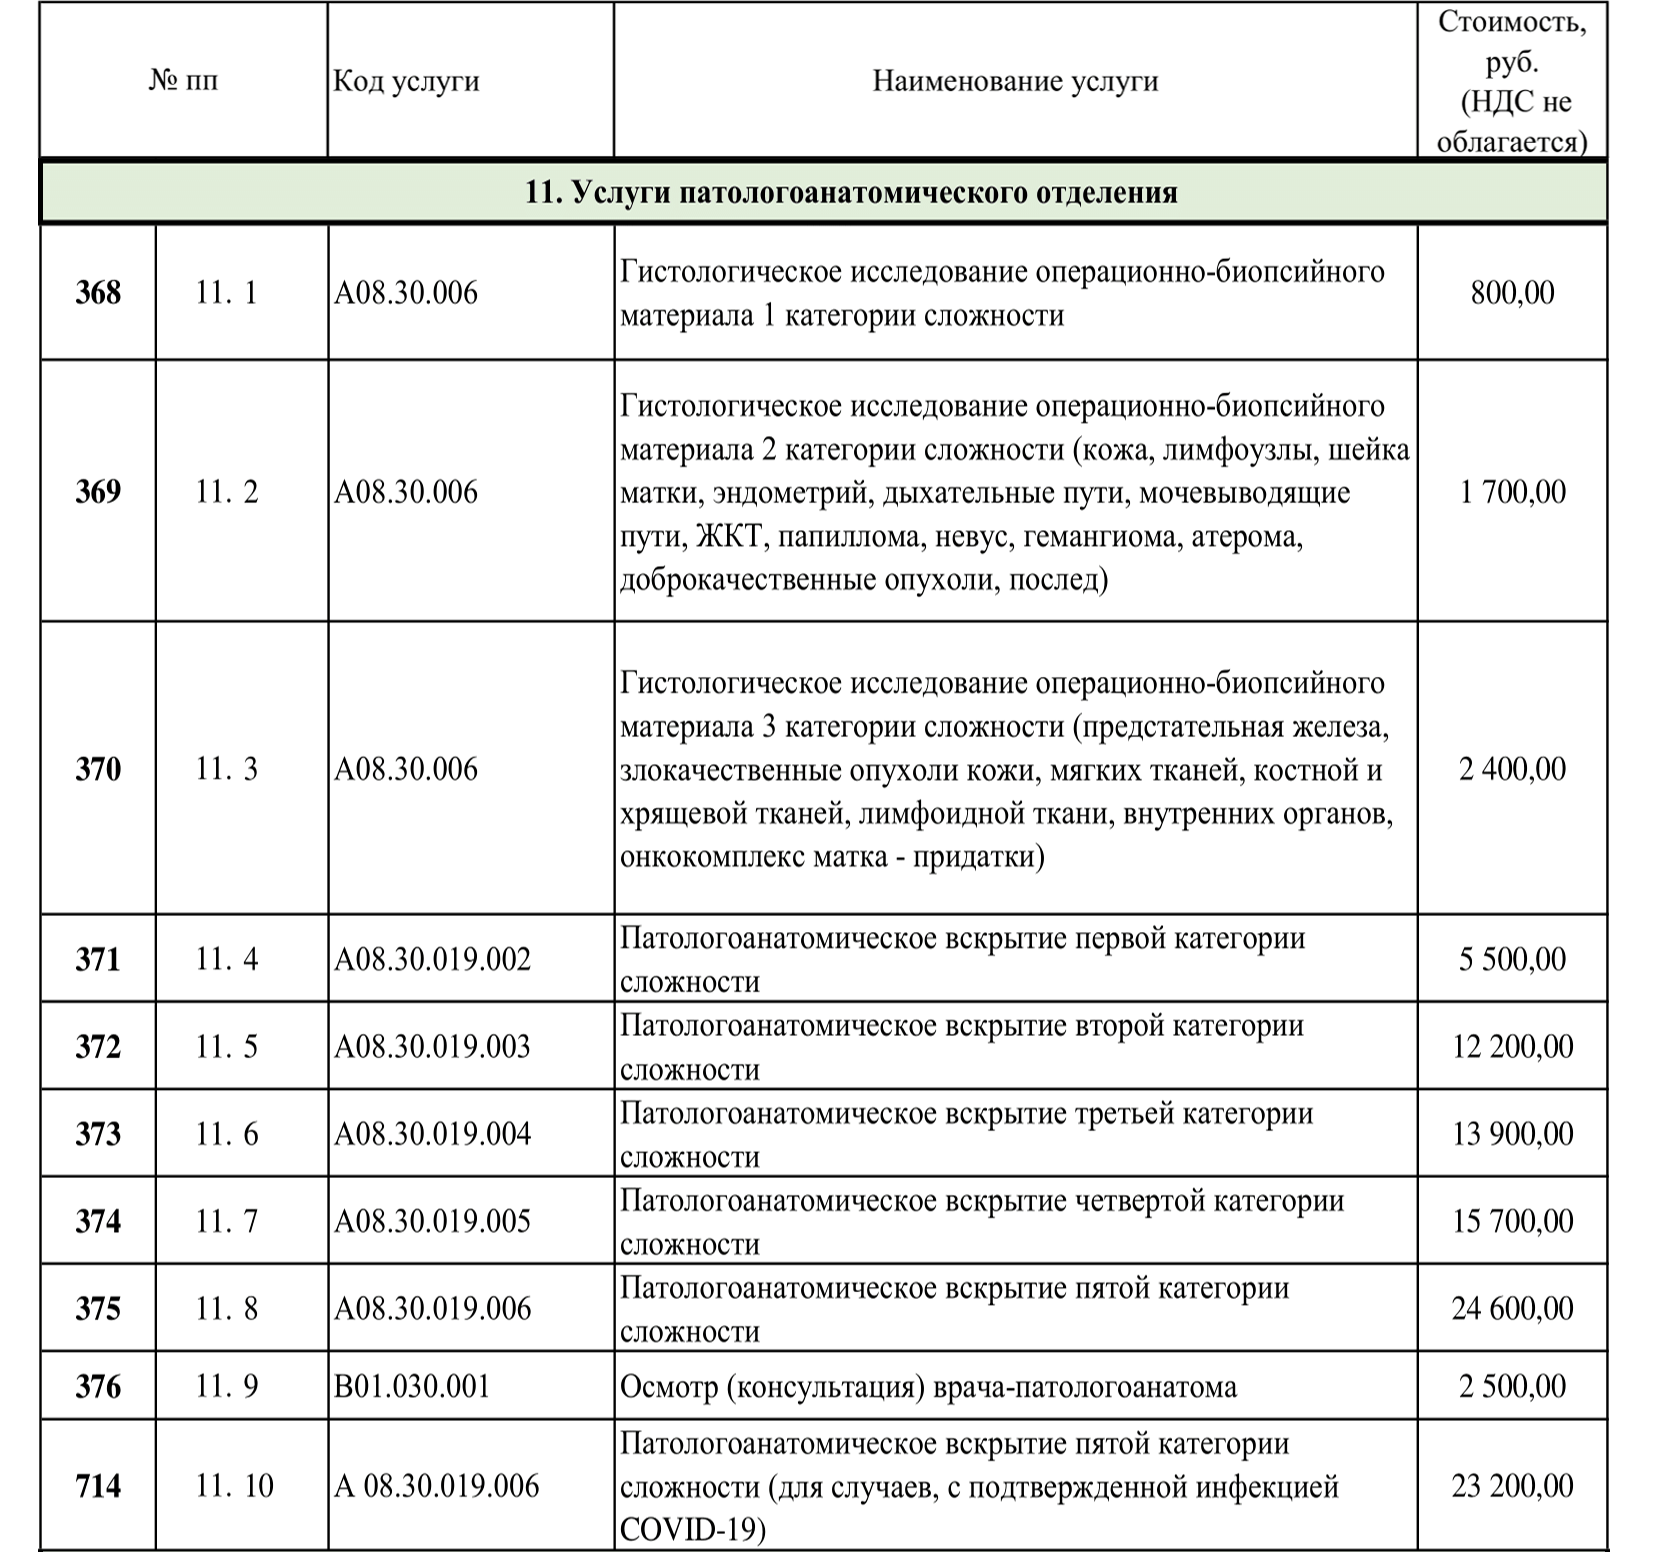 № пп
Код услуги
Наименование услуги
Стоимость,
руб.
(НДС не
облагается)
11. Услуги патологоанатомического отделения
368
11. 1
А08.30.006
Гистологическое исследование операционно-биопсийного
материала 1 категории сложности
800,00
369
11. 2
А08.30.006
Гистологическое исследование операционно-биопсийного
материала 2 категории сложности (кожа, лимфоузлы, шейка
матки, эндометрий, дыхательные пути, мочевыводящие
пути, ЖКТ, папиллома, невус, гемангиома, атерома,
доброкачественные опухоли, послед)
1 700,00
370
11. 3
А08.30.006
Гистологическое исследование операционно-биопсийного
материала 3 категории сложности (предстательная железа,
злокачественные опухоли кожи, мягких тканей, костной и
хрящевой тканей, лимфоидной ткани, внутренних органов,
онкокомплекс матка - придатки)
2 400,00
371
11. 4
А08.30.019.002
Патологоанатомическое вскрытие первой категории
сложности
5 500,00
372
11. 5
А08.30.019.003
Патологоанатомическое вскрытие второй категории
сложности
12 200,00
373
11. 6
А08.30.019.004
Патологоанатомическое вскрытие третьей категории
сложности
13 900,00
374
11. 7
А08.30.019.005
Патологоанатомическое вскрытие четвертой категории
сложности
15 700,00
375
11. 8
А08.30.019.006
Патологоанатомическое вскрытие пятой категории
сложности
24 600,00
376
11. 9
В01.030.001
Осмотр (консультация) врача-патологоанатома
2 500,00
714
11. 10
А 08.30.019.006
Патологоанатомическое вскрытие пятой категории
сложности (для случаев, с подтвержденной инфекцией
COVID-19)
23 200,00